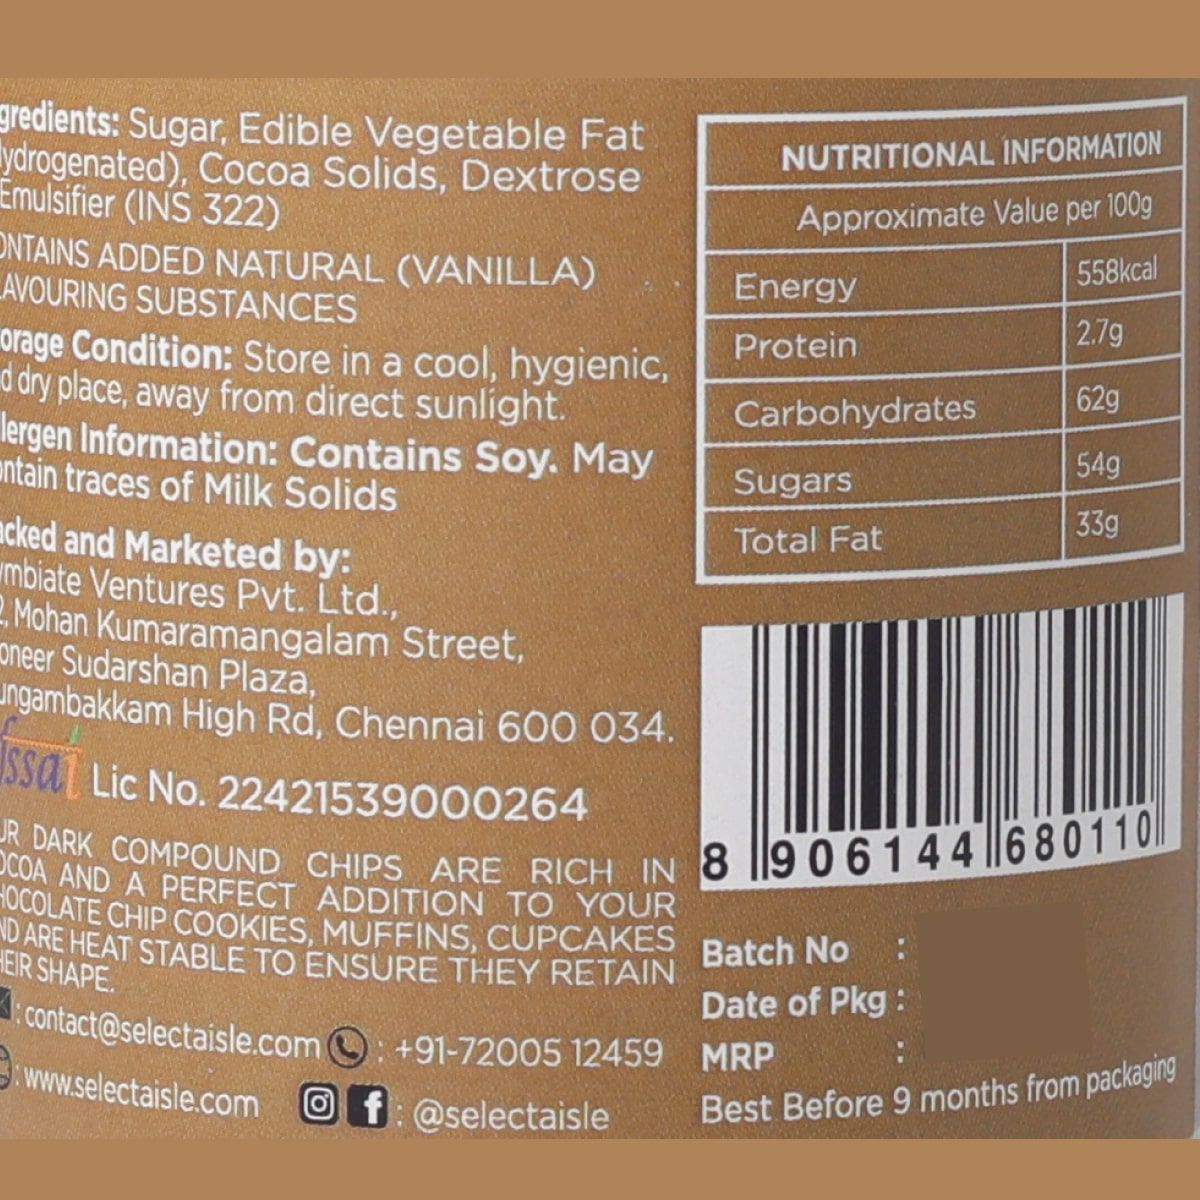 gredients: Sugar, Edible Vegetable Fat
ydrogenated), Cocoa Solids, Dextrose
Emulsifier (INS 322)
ONTAINS ADDED NATURAL (VANILLA)
AVOURING SUBSTANCES
orage Condition: Store in a cool, hygienic,
d dry place, away from direct sunlight.
lergen Information: Contains Soy. May
ntain traces of Milk Solids
acked and Marketed by:
mbiate Ventures Pvt. Ltd.,
2, Mohan Kumaramangalam Street,
oneer Sudarshan Plaza,
ungambakkam High Rd, Chennai 600 034.
fssai Lic No. 22421539000264
UR DARK COMPOUND CHIPS ARE RICH IN
OCOA AND A PERFECT ADDITION TO YOUR
HOCOLATE CHIP COOKIES, MUFFINS, CUPCAKES
ND ARE HEAT STABLE TO ENSURE THEY RETAIN
HEIR SHAPE.
: contact@selectaisle.com : +91-72005 12459
: www.selectaisle.com : @selectaisle
NUTRITIONAL INFORMATION
Approximate Value per 100g
Energy 558kcal
Protein 2.7g
Carbohydrates 62g
Sugars 54g
Total Fat 33g
8 906144 680110
Batch No :
Date of Pkg :
MRP :
Best Before 9 months from packaging